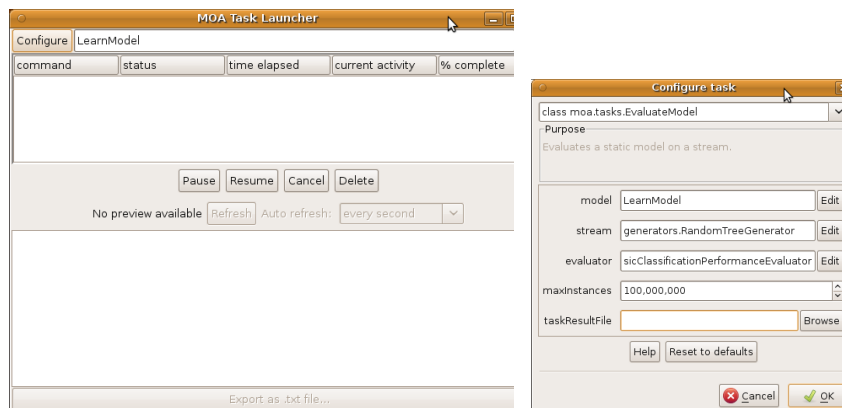 MOA Task Launcher
Configure LearnModel
command status time elapsed current activity % complete
Pause Resume Cancel Delete
No preview available Refresh Auto refresh: every second
Export as .txt file...
Configure task
class moa.tasks.EvaluateModel
Purpose
Evaluates a static model on a stream.
model LearnModel Edit
stream generators.RandomTreeGenerator Edit
evaluator sicClassificationPerformanceEvaluator Edit
maxInstances 100,000,000
taskResultFile Browse
Help Reset to defaults
Cancel OK